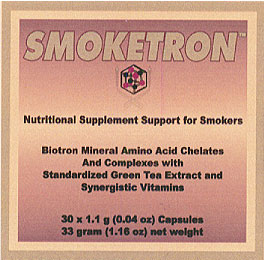 SMOKETRON™
Nutritional Supplement Support for Smokers
Biotron Mineral Amino Acid Chelates
And Complexes with
Standardized Green Tea Extract and
Synergistic Vitamins
30 x 1.1 g (0.04 oz) Capsules
33 gram (1.16 oz) net weight